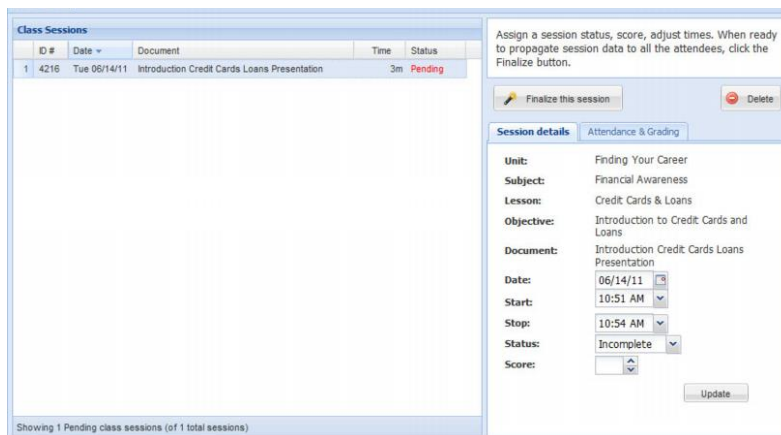 Class Sessions
ID # Date Document Time Status
1 4216 Tue 06/14/11 Introduction Credit Cards Loans Presentation 3m Pending
Showing 1 Pending class sessions (of 1 total sessions)
Assign a session status, score, adjust times. When ready
to propagate session data to all the attendees, click the
Finalize button.
Finalize this session Delete
Session details Attendance & Grading
Unit: Finding Your Career
Subject: Financial Awareness
Lesson: Credit Cards & Loans
Objective: Introduction to Credit Cards and
Loans
Document: Introduction Credit Cards Loans
Presentation
Date: 06/14/11
Start: 10:51 AM
Stop: 10:54 AM
Status: Incomplete
Score:
Update